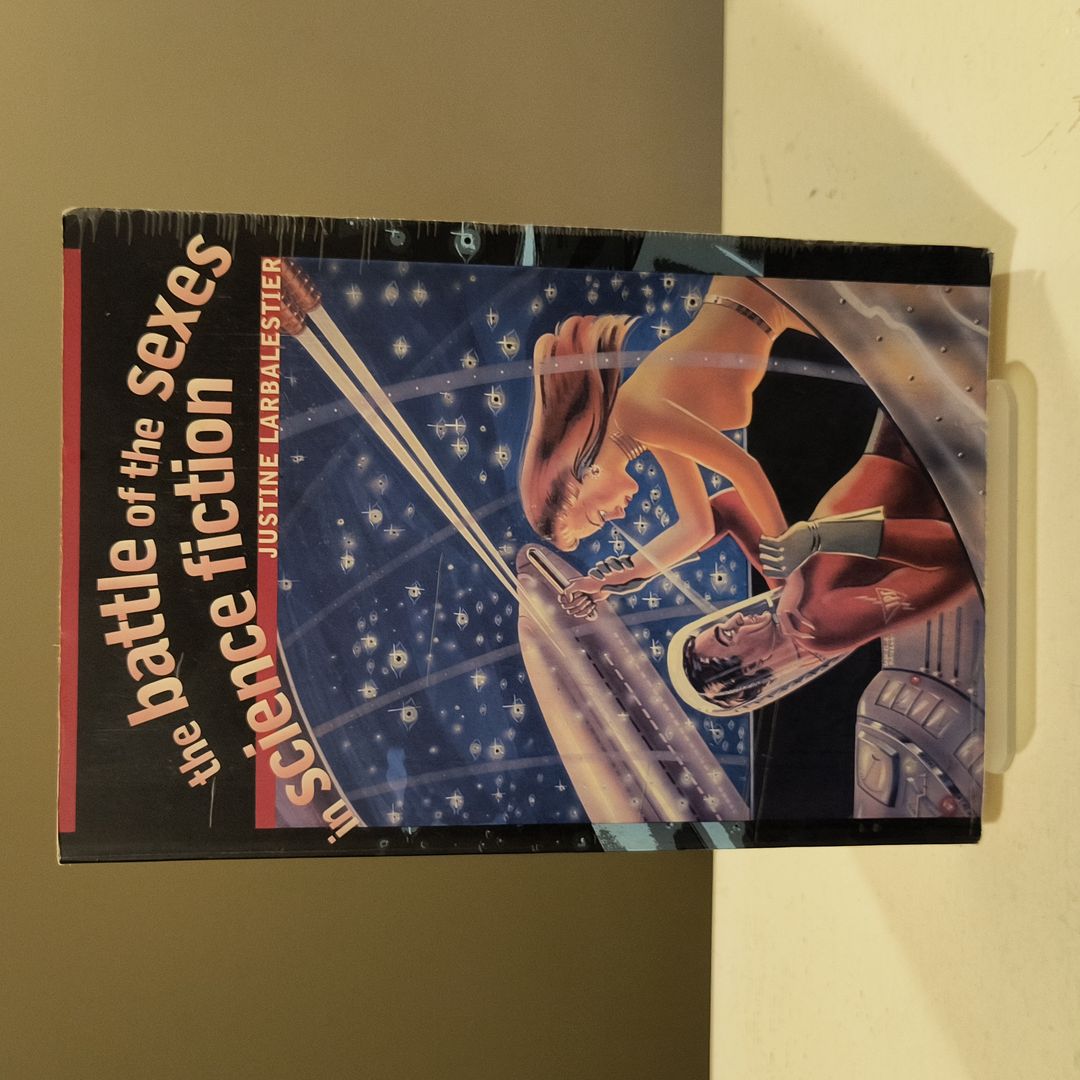 the battle of the sexes
in science fiction
JUSTINE LARBALESTIER